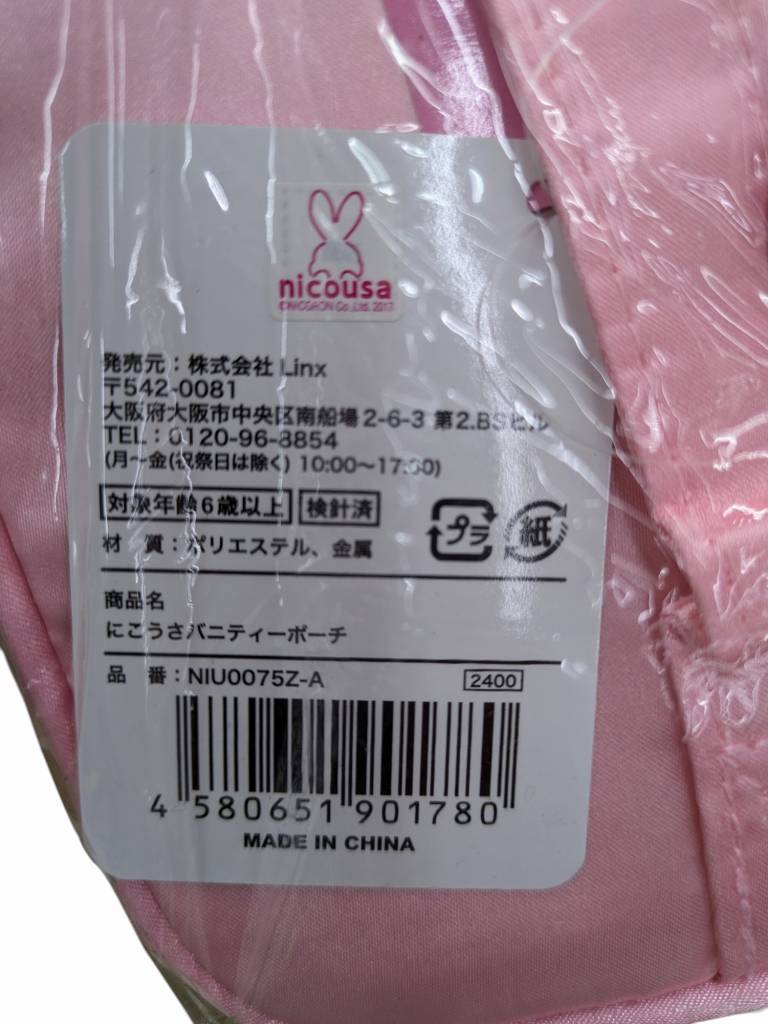 nicousa
©NICORON Co.,Ltd. 2017
発売元：株式会社 Linx
〒542-0081
大阪府大阪市中央区南船場2-6-3 第2.BSビル
TEL：0120-96-8854
(月～金(祝祭日は除く) 10:00～17:00)
対象年齢6歳以上 検針済
プラ 紙
材 質：ポリエステル、金属
商品名
にこうさバニティーポーチ
品 番：NIU0075Z-A 2400
4 580651 901780
MADE IN CHINA